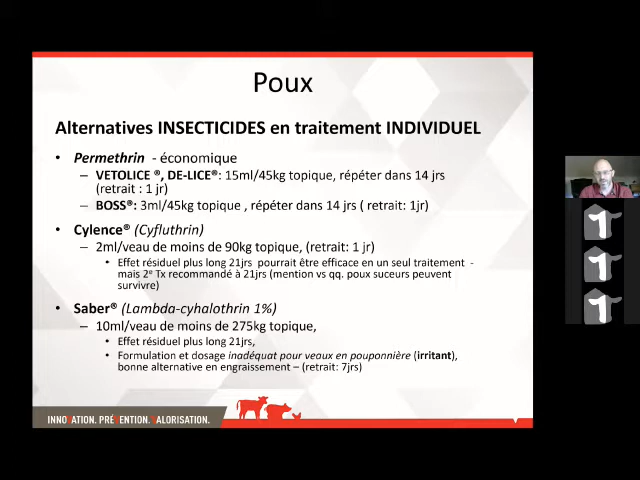 Poux
Alternatives INSECTICIDES en traitement INDIVIDUEL
• Permethrin - économique
– VETOLICE ®, DE-LICE®: 15ml/45kg topique, répéter dans 14 jrs
(retrait : 1 jr)
– BOSS®: 3ml/45kg topique , répéter dans 14 jrs ( retrait: 1jr)
• Cylence® (Cyfluthrin)
– 2ml/veau de moins de 90kg topique, (retrait: 1 jr)
• Effet résiduel plus long 21jrs pourrait être efficace en un seul traitement -
mais 2e Tx recommandé à 21jrs (mention vs qq. poux suceurs peuvent
survivre)
• Saber® (Lambda-cyhalothrin 1%)
– 10ml/veau de moins de 275kg topique,
• Effet résiduel plus long 21jrs,
• Formulation et dosage inadéquat pour veaux en pouponnière (irritant),
bonne alternative en engraissement – (retrait: 7jrs)
INNOVATION. PRÉVENTION. VALORISATION.